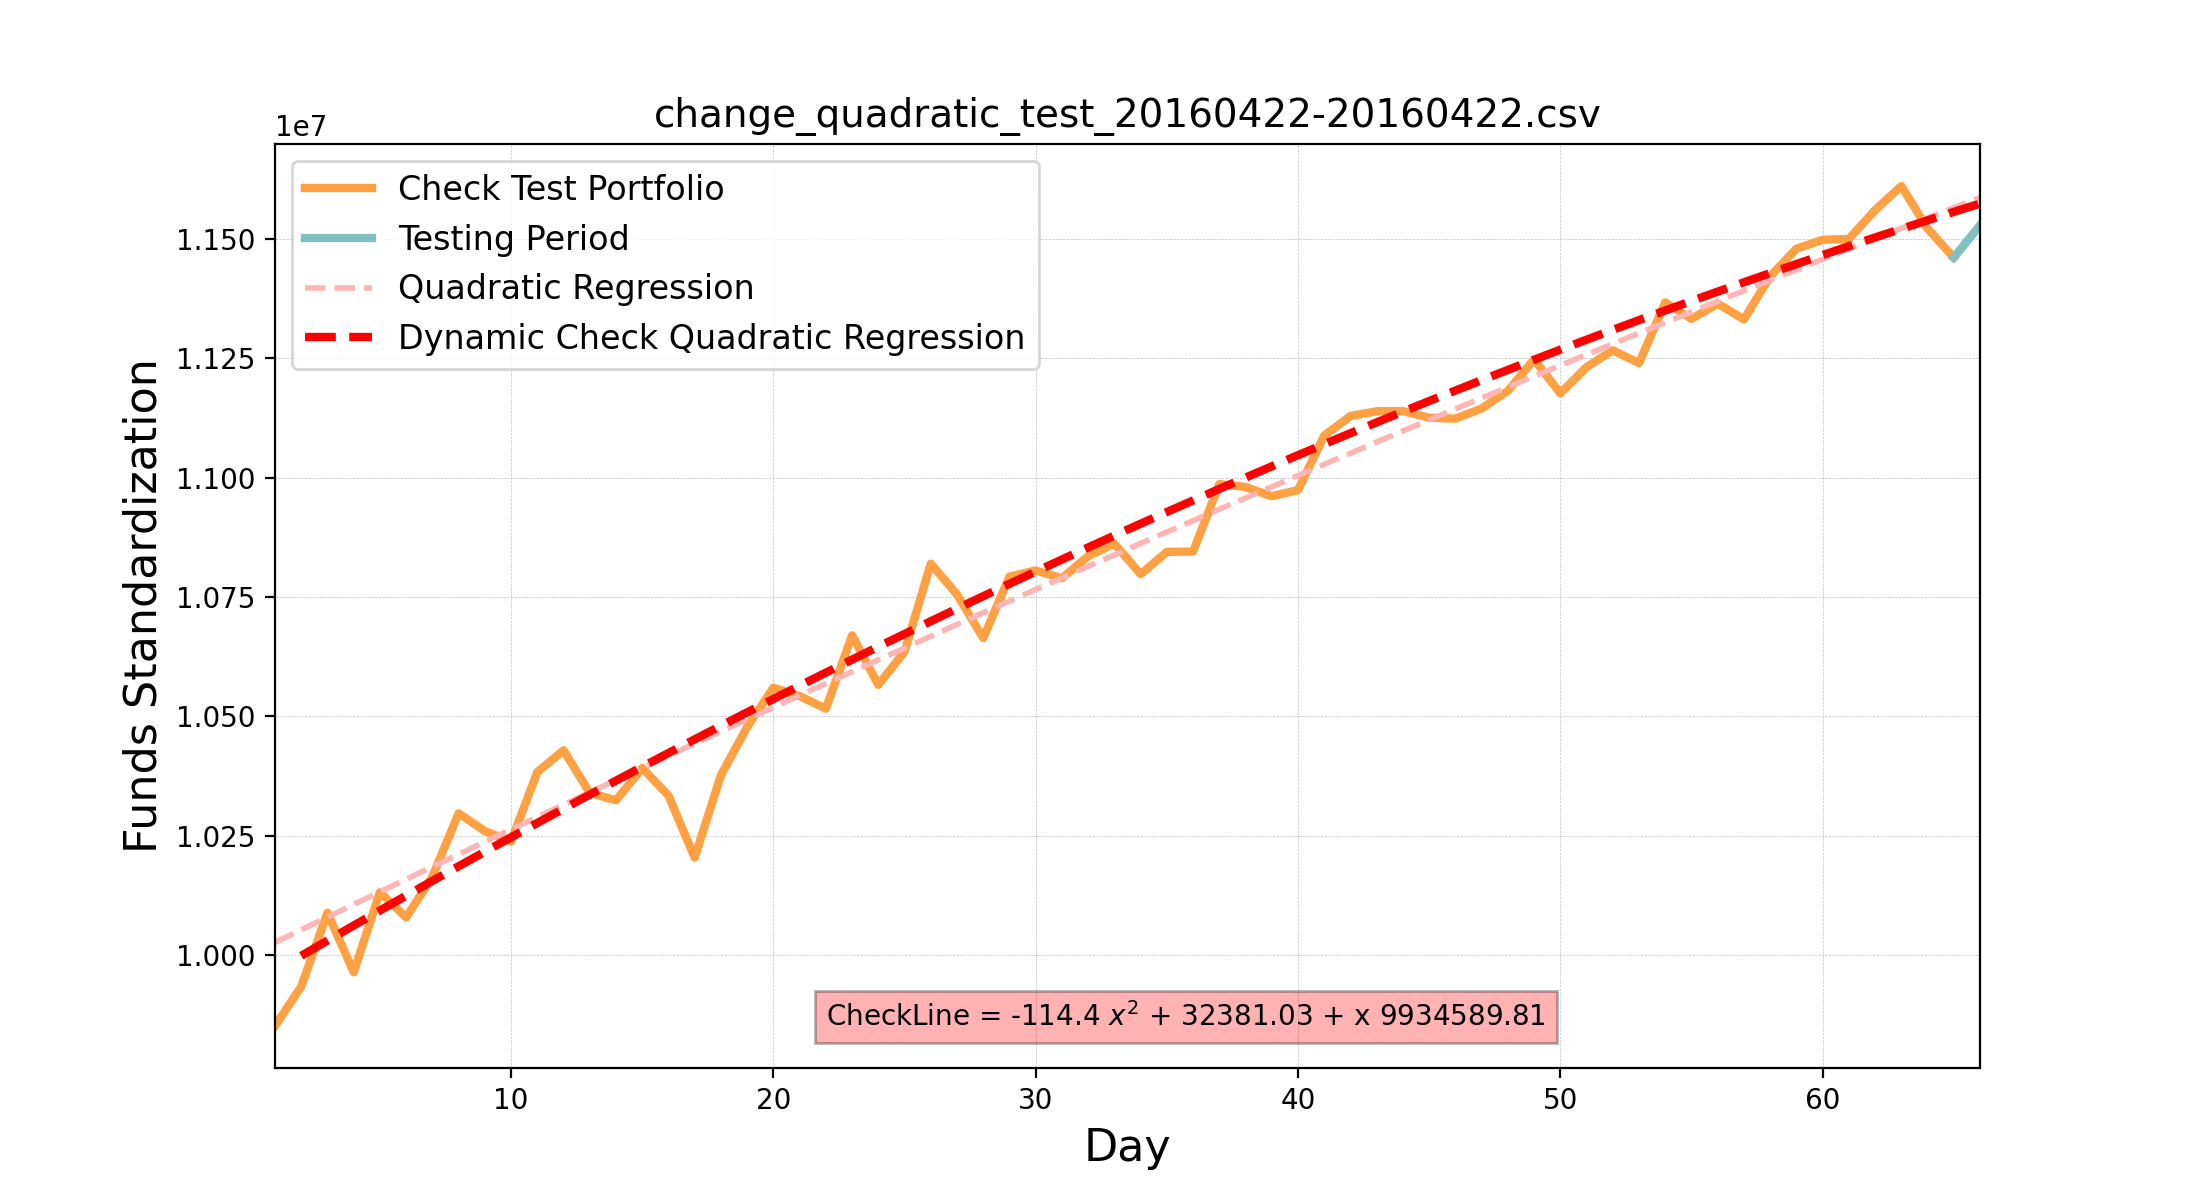 change_quadratic_test_20160422-20160422.csv
1e7
Check Test Portfolio
Testing Period
Quadratic Regression
Dynamic Check Quadratic Regression
1.150
1.125
1.100
1.075
1.050
1.025
1.000
Funds Standardization
CheckLine = -114.4 x² + 32381.03 + x 9934589.81
10 20 30 40 50 60
Day